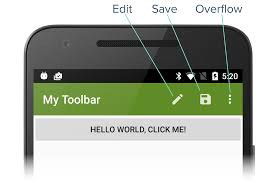 Edit Save Overflow
5:20
My Toolbar
HELLO WORLD, CLICK ME!